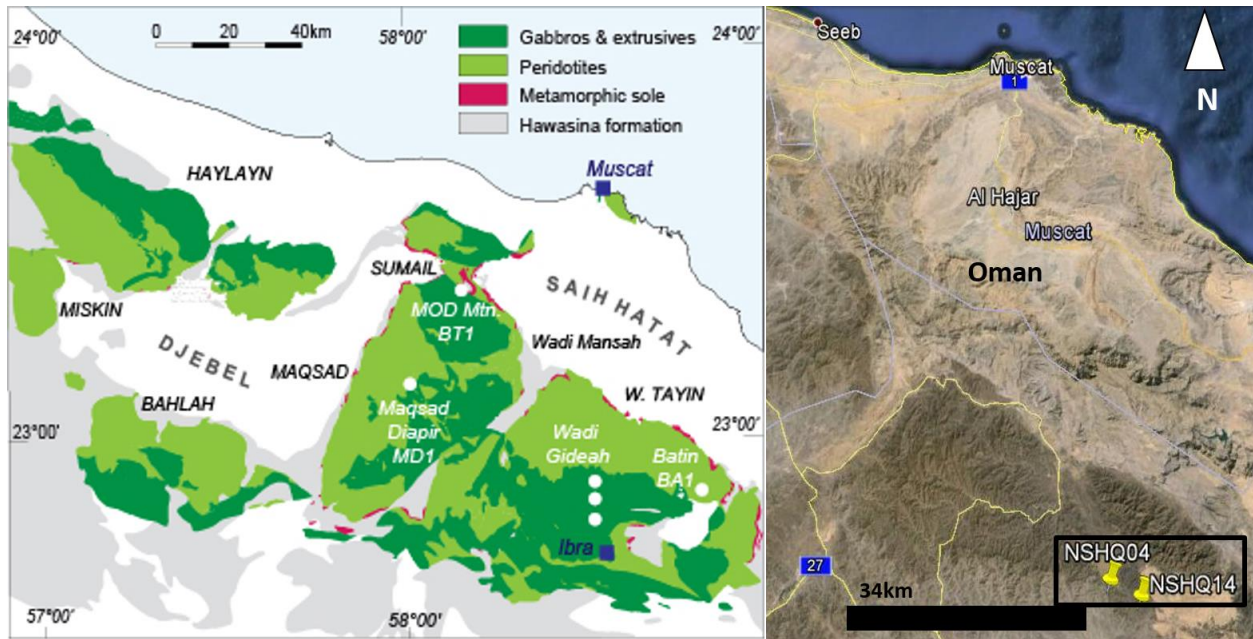 24°00'
0 20 40km
58°00'
24°00'
Gabbros & extrusives
Peridotites
Metamorphic sole
Hawasina formation
HAYLAYN
Muscat
SUMAIL
SAIH HATAT
MISKIN
MOD Mtn.
BT1
Wadi Mansah
DJEBEL
MAQSAD
W. TAYIN
BAHLAH
Maqsad
Diapir
MD1
23°00'
23°00'
Wadi
Gideah
Batin
BA1
Ibra
57°00'
58°00'
Seeb
Muscat
1
N
Al Hajar
Muscat
Oman
NSHQ04
NSHQ14
27
34km